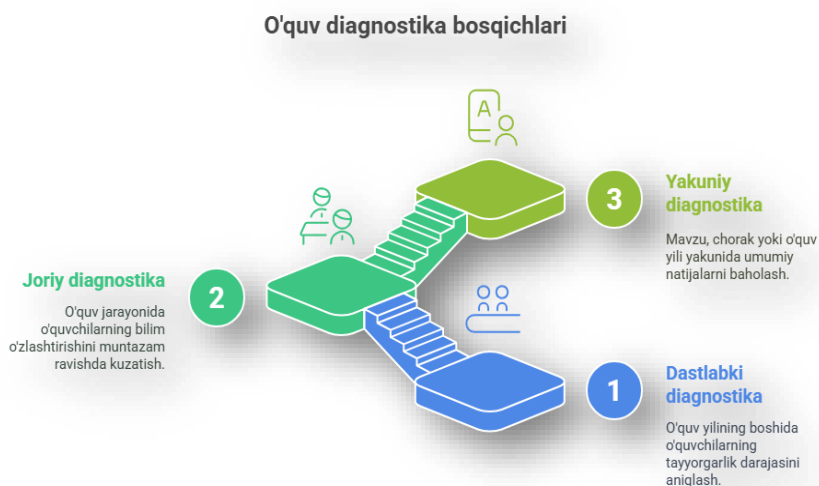 O'quv diagnostika bosqichlari
A
3
Yakuniy
diagnostika
Mavzu, chorak yoki o'quv
yili yakunida umumiy
natijalarni baholash.
Joriy diagnostika
2
O'quv jarayonida
o'quvchilarning bilim
o'zlashtirishini muntazam
ravishda kuzatish.
1
Dastlabki
diagnostika
O'quv yilining boshida
o'quvchilarning
tayyorgarlik darajasini
aniqlash.